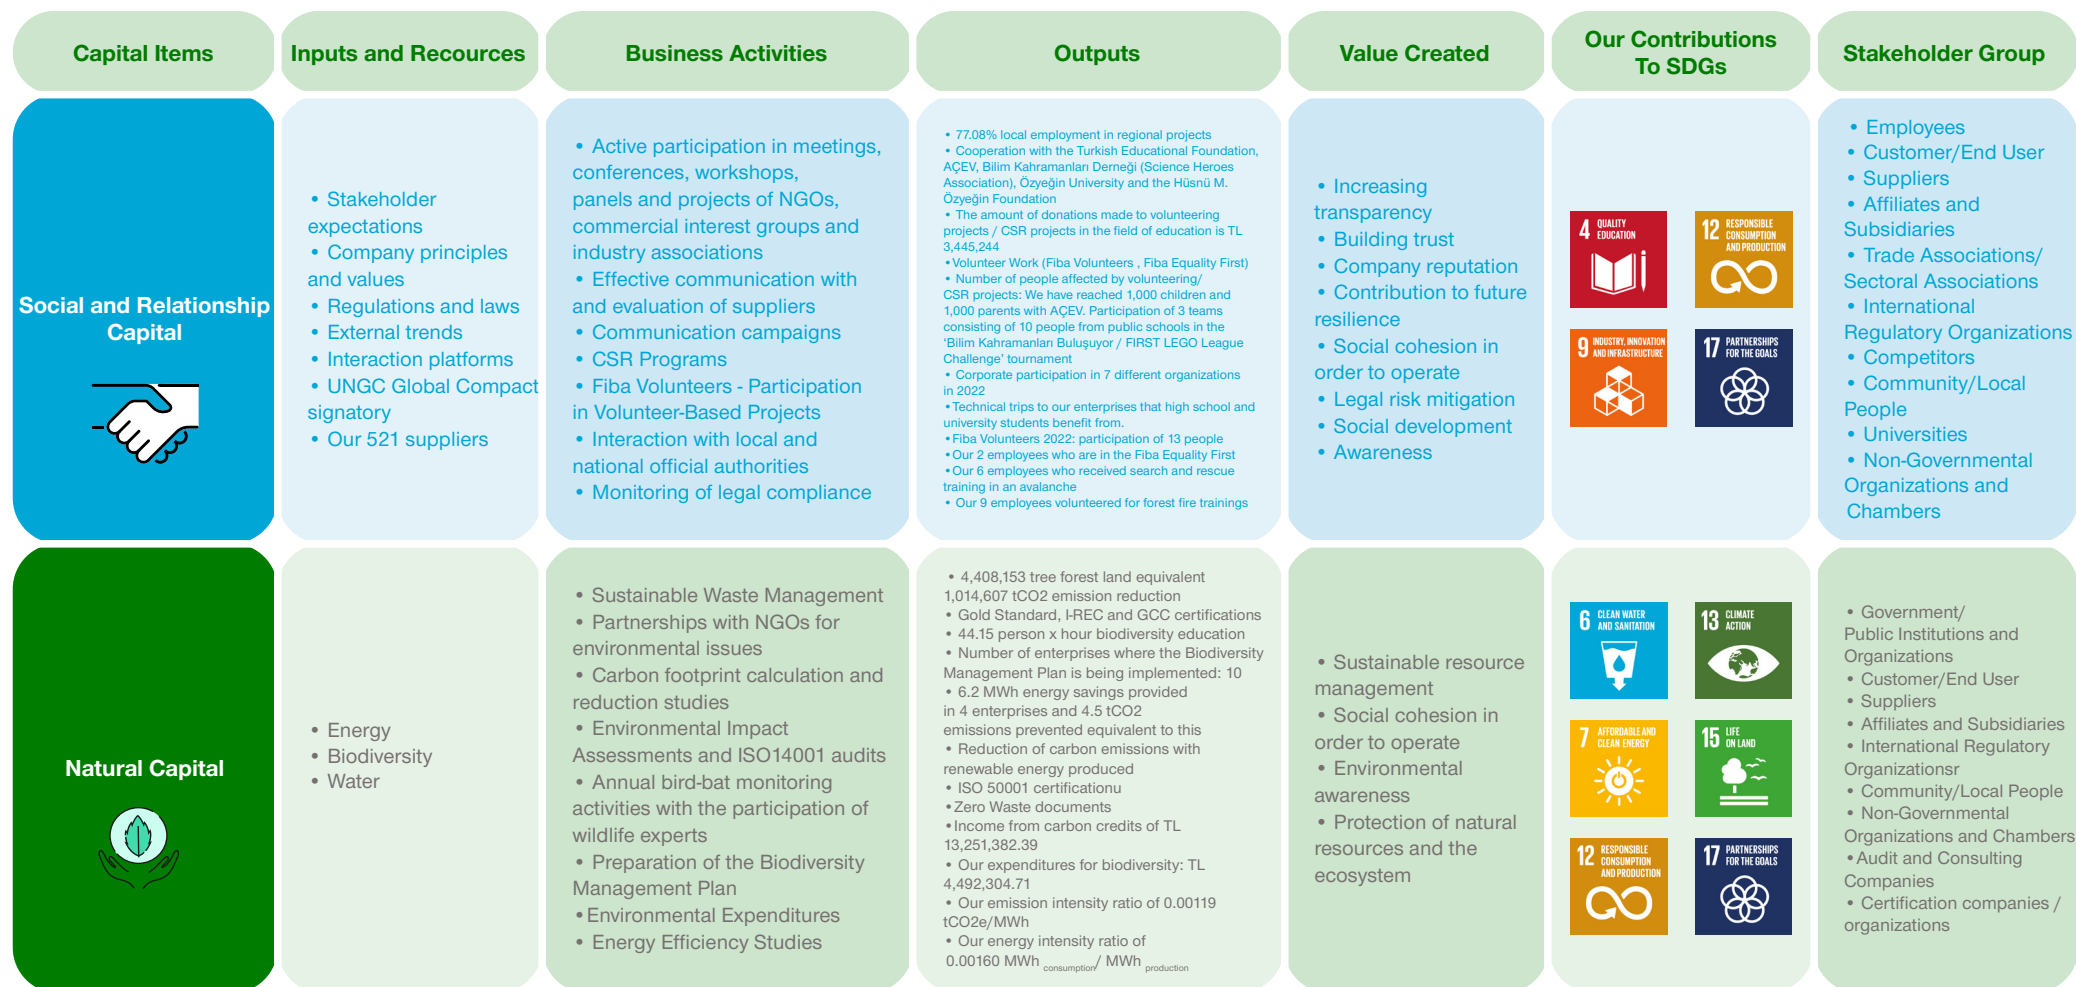 Capital Items
Inputs and Recources
Business Activities
Outputs
Value Created
Our Contributions
To SDGs
Stakeholder Group
Social and Relationship
Capital
• Stakeholder
expectations
• Company principles
and values
• Regulations and laws
• External trends
• Interaction platforms
• UNGC Global Compact
signatory
• Our 521 suppliers
• Active participation in meetings,
conferences, workshops,
panels and projects of NGOs,
commercial interest groups and
industry associations
• Effective communication with
and evaluation of suppliers
• Communication campaigns
• CSR Programs
• Fiba Volunteers - Participation
in Volunteer-Based Projects
• Interaction with local and
national official authorities
• Monitoring of legal compliance
• 77.08% local employment in regional projects
• Cooperation with the Turkish Educational Foundation,
AÇEV, Bilim Kahramanları Derneği (Science Heroes
Association), Özyeğin University and the Hüsnü M.
Özyeğin Foundation
• The amount of donations made to volunteering
projects / CSR projects in the field of education is TL
3,445,244
•Volunteer Work (Fiba Volunteers , Fiba Equality First)
• Number of people affected by volunteering/
CSR projects: We have reached 1,000 children and
1,000 parents with AÇEV. Participation of 3 teams
consisting of 10 people from public schools in the
‘Bilim Kahramanları Buluşuyor / FIRST LEGO League
Challenge’ tournament
• Corporate participation in 7 different organizations
in 2022
•Technical trips to our enterprises that high school and
university students benefit from.
•Fiba Volunteers 2022: participation of 13 people
•Our 2 employees who are in the Fiba Equality First
•Our 6 employees who received search and rescue
training in an avalanche
• Our 9 employees volunteered for forest fire trainings
• Increasing
transparency
• Building trust
• Company reputation
• Contribution to future
resilience
• Social cohesion in
order to operate
• Legal risk mitigation
• Social development
• Awareness
4 QUALITY
EDUCATION
12 RESPONSIBLE
CONSUMPTION
AND PRODUCTION
9 INDUSTRY, INNOVATION
AND INFRASTRUCTURE
17 PARTNERSHIPS
FOR THE GOALS
• Employees
• Customer/End User
• Suppliers
• Affiliates and
Subsidiaries
• Trade Associations/
Sectoral Associations
• International
Regulatory Organizations
• Competitors
• Community/Local
People
• Universities
• Non-Governmental
Organizations and
Chambers
Natural Capital
• Energy
• Biodiversity
• Water
• Sustainable Waste Management
• Partnerships with NGOs for
environmental issues
• Carbon footprint calculation and
reduction studies
• Environmental Impact
Assessments and ISO14001 audits
• Annual bird-bat monitoring
activities with the participation of
wildlife experts
• Preparation of the Biodiversity
Management Plan
•Environmental Expenditures
• Energy Efficiency Studies
• 4,408,153 tree forest land equivalent
1,014,607 tCO2 emission reduction
• Gold Standard, I-REC and GCC certifications
• 44.15 person x hour biodiversity education
• Number of enterprises where the Biodiversity
Management Plan is being implemented: 10
• 6.2 MWh energy savings provided
in 4 enterprises and 4.5 tCO2
emissions prevented equivalent to this
• Reduction of carbon emissions with
renewable energy produced
• ISO 50001 certificationu
•Zero Waste documents
•Income from carbon credits of TL
13,251,382.39
• Our expenditures for biodiversity: TL
4,492,304.71
• Our emission intensity ratio of 0.00119
tCO2e/MWh
• Our energy intensity ratio of
0.00160 MWh consumption/ MWh production
• Sustainable resource
management
• Social cohesion in
order to operate
• Environmental
awareness
• Protection of natural
resources and the
ecosystem
6 CLEAN WATER
AND SANITATION
13 CLIMATE
ACTION
7 AFFORDABLE AND
CLEAN ENERGY
15 LIFE
ON LAND
12 RESPONSIBLE
CONSUMPTION
AND PRODUCTION
17 PARTNERSHIPS
FOR THE GOALS
• Government/
Public Institutions and
Organizations
• Customer/End User
• Suppliers
• Affiliates and Subsidiaries
• International Regulatory
Organizationsr
• Community/Local People
• Non-Governmental
Organizations and Chambers
•Audit and Consulting
Companies
• Certification companies /
organizations